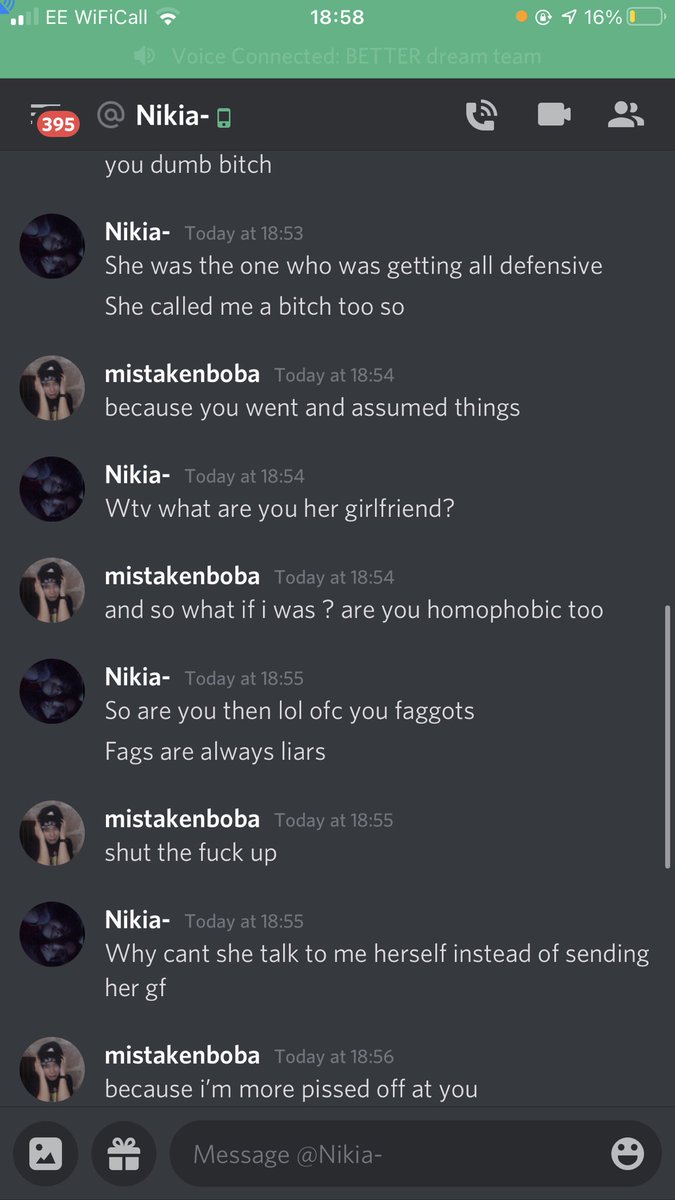 EE WiFiCall 18:58 16%
Voice Connected: BETTER dream team
395 @ Nikia-
you dumb bitch
Nikia- Today at 18:53
She was the one who was getting all defensive
She called me a bitch too so
mistakenboba Today at 18:54
because you went and assumed things
Nikia- Today at 18:54
Wtv what are you her girlfriend?
mistakenboba Today at 18:54
and so what if i was ? are you homophobic too
Nikia- Today at 18:55
So are you then lol ofc you faggots
Fags are always liars
mistakenboba Today at 18:55
shut the fuck up
Nikia- Today at 18:55
Why cant she talk to me herself instead of sending
her gf
mistakenboba Today at 18:56
because i’m more pissed off at you
Message @Nikia-